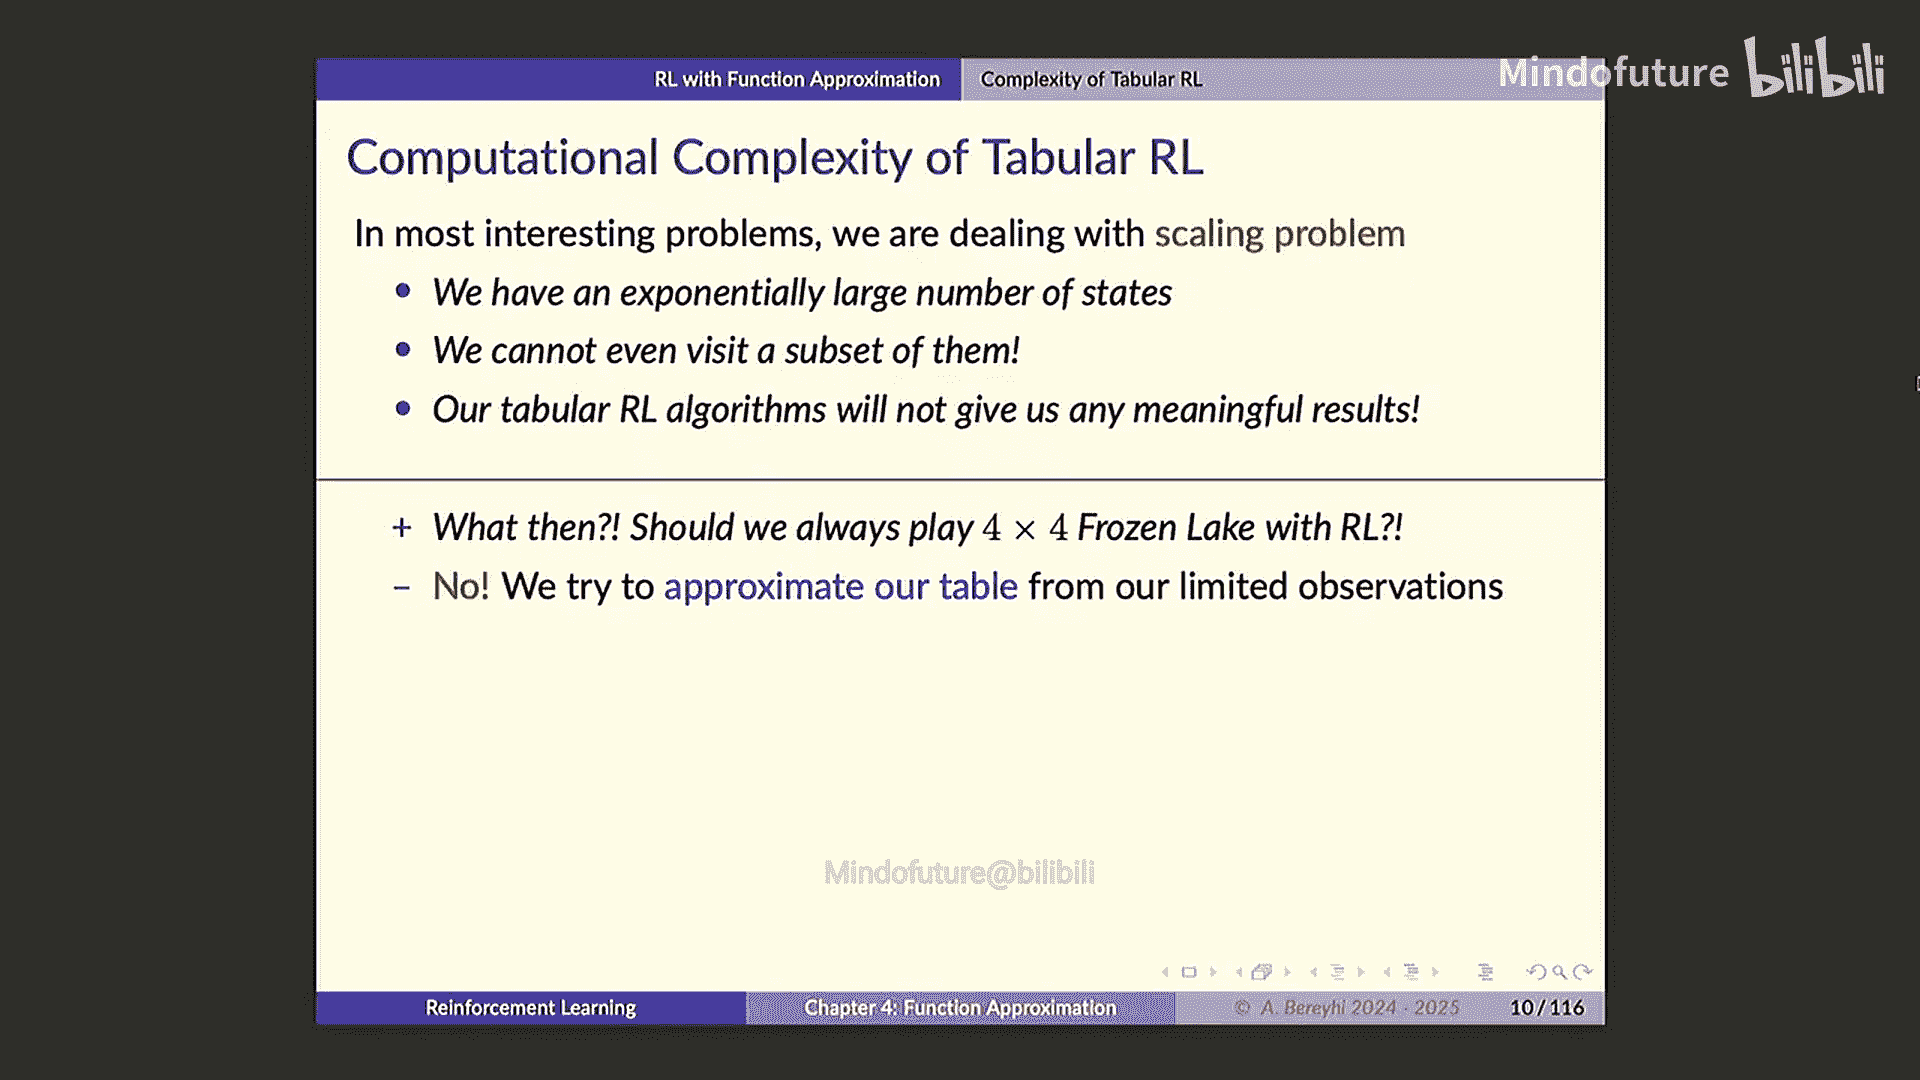 RL with Function Approximation
Complexity of Tabular RL
Mindofuture bilibili
Computational Complexity of Tabular RL
In most interesting problems, we are dealing with scaling problem
• We have an exponentially large number of states
• We cannot even visit a subset of them!
• Our tabular RL algorithms will not give us any meaningful results!
+ What then?! Should we always play 4 × 4 Frozen Lake with RL?!
– No! We try to approximate our table from our limited observations
Mindofuture@bilibili
Reinforcement Learning
Chapter 4: Function Approximation
© A. Bereyhi 2024 - 2025
10 / 116